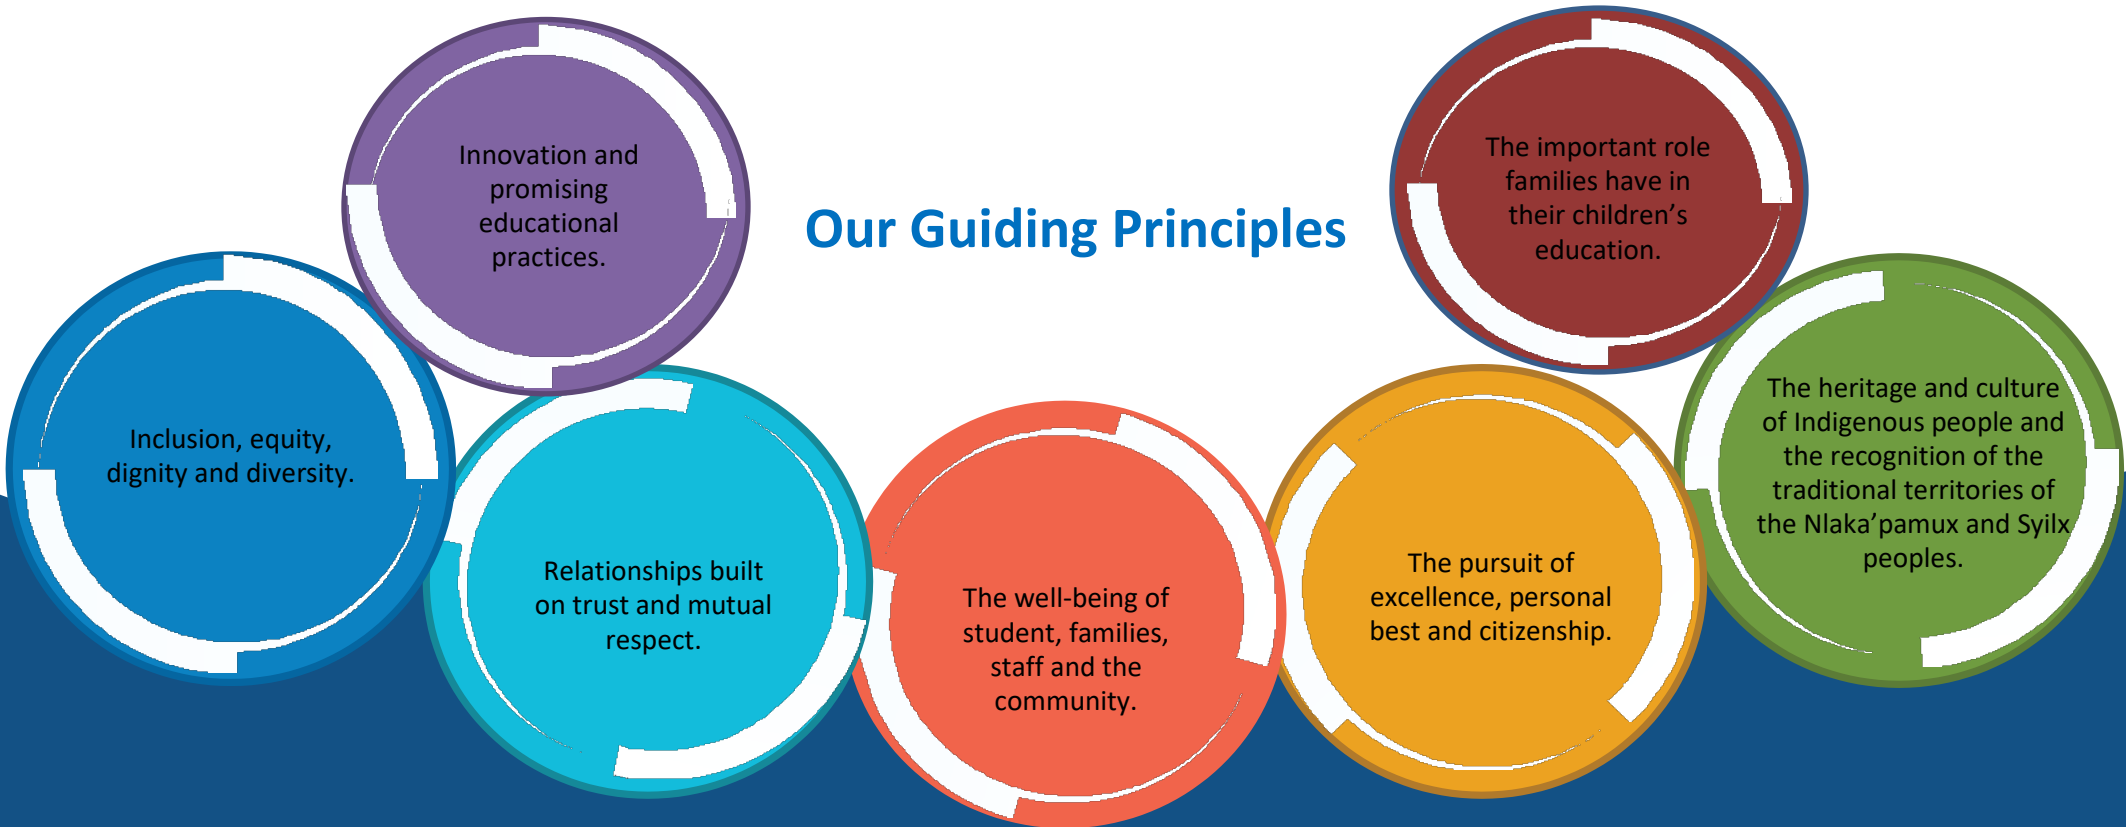 Our Guiding Principles
Inclusion, equity,
dignity and diversity.
Innovation and
promising
educational
practices.
Relationships built
on trust and mutual
respect.
The well-being of
student, families,
staff and the
community.
The pursuit of
excellence, personal
best and citizenship.
The important role
families have in
their children’s
education.
The heritage and culture
of Indigenous people and
the recognition of the
traditional territories of
the Nlaka’pamux and Syilx
peoples.